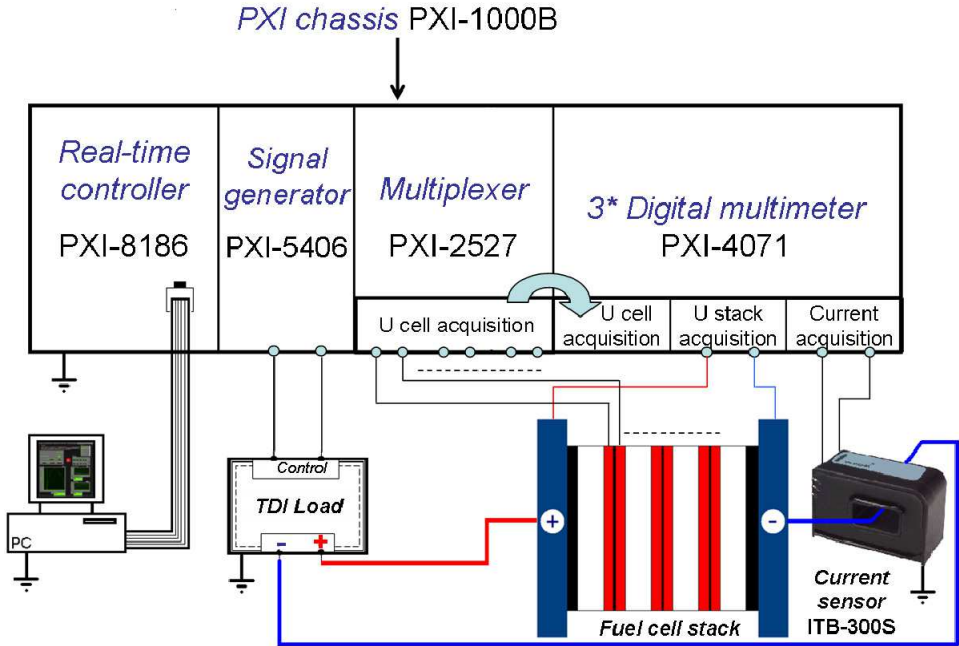 PXI chassis PXI-1000B
Real-time
controller
PXI-8186
Signal
generator
PXI-5406
Multiplexer
PXI-2527
3* Digital multimeter
PXI-4071
U cell acquisition
U cell
acquisition
U stack
acquisition
Current
acquisition
PC
Control
TDI Load
- +
+
-
Fuel cell stack
Current
sensor
ITB-300S